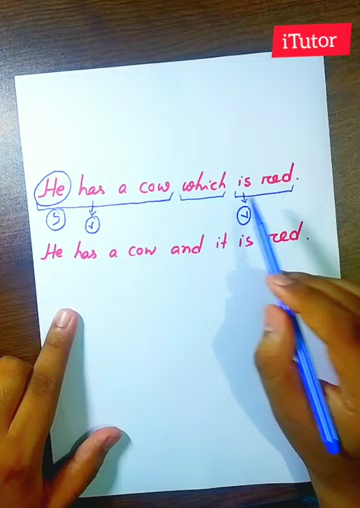 iTutor
He has a cow which is red.
S V V
He has a cow and it is red.